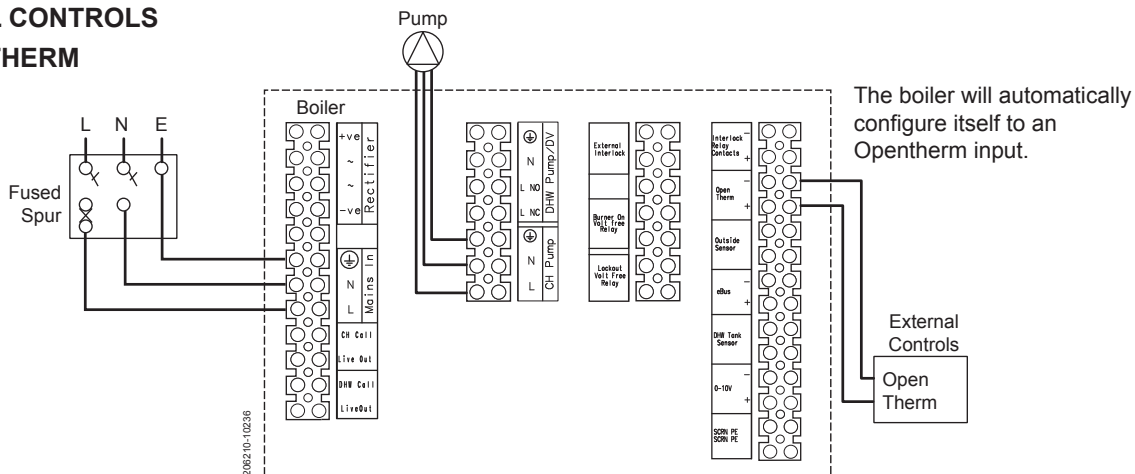 L CONTROLS
THERM
Pump
Boiler
The boiler will automatically
configure itself to an
Opentherm input.
L N E
Fused
Spur
+ve
~
~
-ve
Rectifier
N
L
Mains In
CH Call
Live Out
DHW Call
LiveOut
N
L NO
L NC
DHW Pump/DV
N
L
CH Pump
External
Interlock
Burner On
Volt free
Relay
Lockout
Volt Free
Relay
Interlock -
Relay
Contacts +
Open -
Therm +
Outside
Sensor
eBus -
+
DHW Tank
Sensor
0-10V -
+
SCRN PE
SCRN PE
External
Controls
Open
Therm
206210-10236